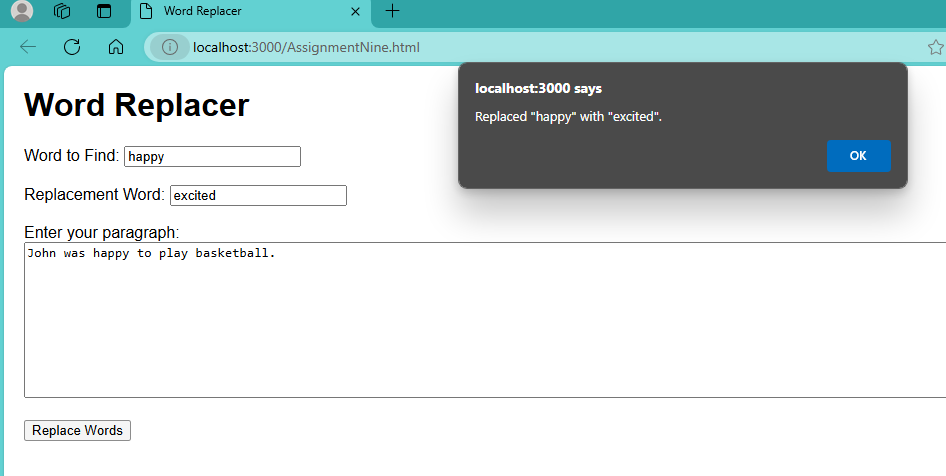 Word Replacer
localhost:3000/AssignmentNine.html
localhost:3000 says
Replaced "happy" with "excited".
OK
Word Replacer
Word to Find: happy
Replacement Word: excited
Enter your paragraph:
John was happy to play basketball.
Replace Words